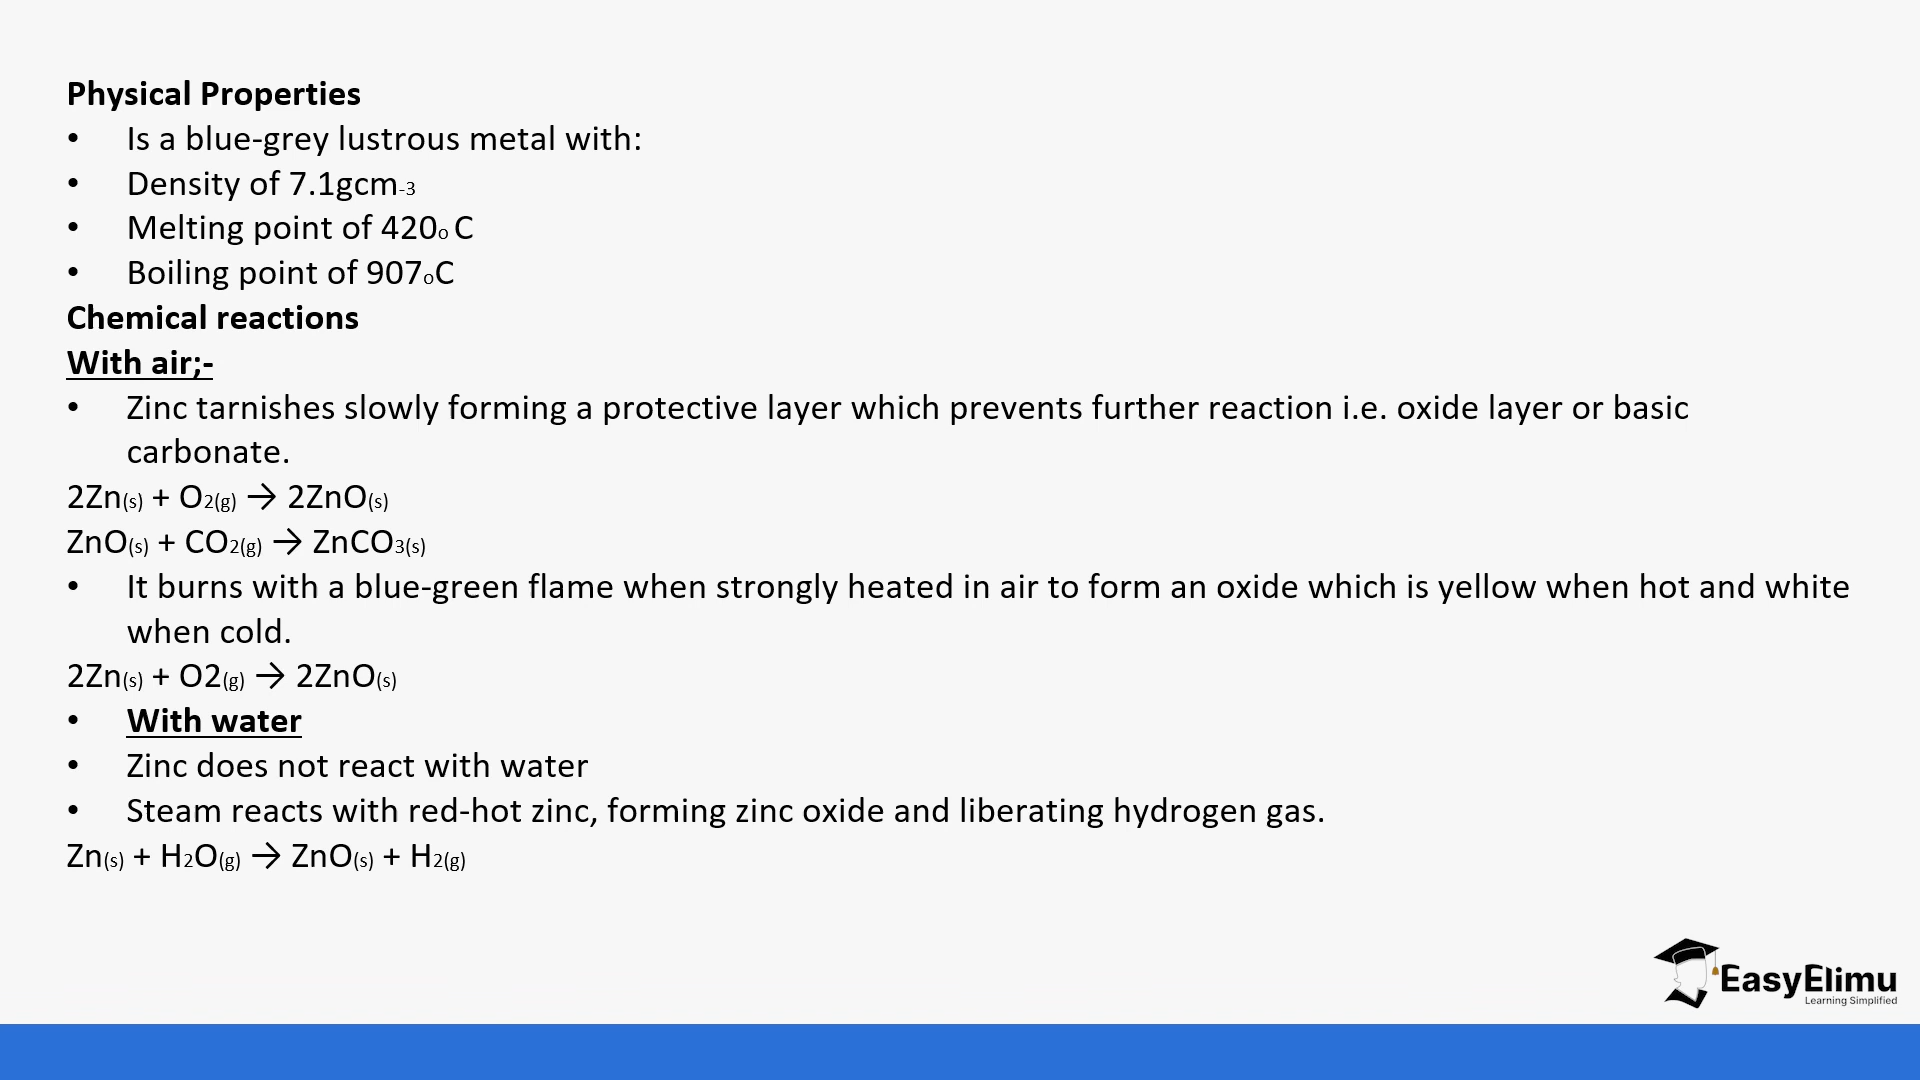 Physical Properties
• Is a blue-grey lustrous metal with:
• Density of 7.1gcm-3
• Melting point of 420o C
• Boiling point of 907oC
Chemical reactions
With air;-
• Zinc tarnishes slowly forming a protective layer which prevents further reaction i.e. oxide layer or basic
carbonate.
2Zn(s) + O2(g) → 2ZnO(s)
ZnO(s) + CO2(g) → ZnCO3(s)
• It burns with a blue-green flame when strongly heated in air to form an oxide which is yellow when hot and white
when cold.
2Zn(s) + O2(g) → 2ZnO(s)
• With water
• Zinc does not react with water
• Steam reacts with red-hot zinc, forming zinc oxide and liberating hydrogen gas.
Zn(s) + H2O(g) → ZnO(s) + H2(g)
EasyElimu
Learning Simplified